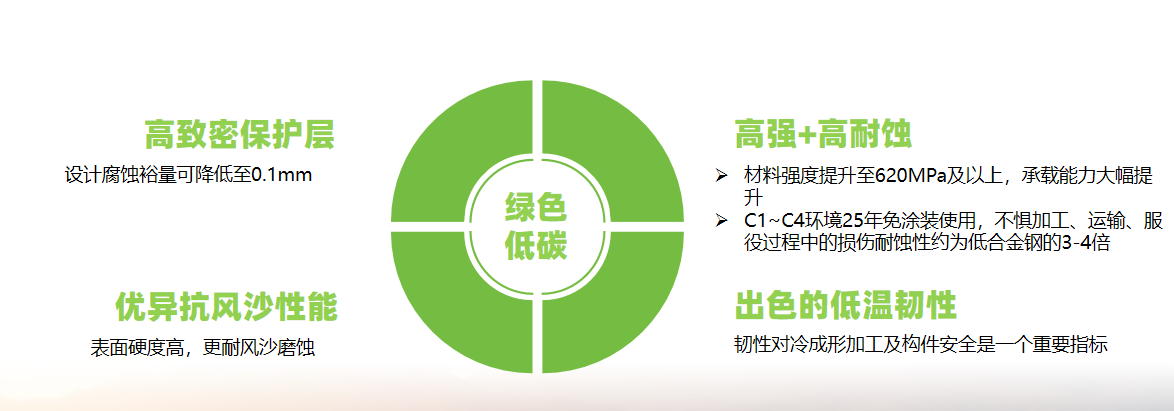 高致密保护层
设计腐蚀裕量可降低至0.1mm
优异抗风沙性能
表面硬度高，更耐风沙磨蚀
绿色
低碳
高强+高耐蚀
➢ 材料强度提升至620MPa及以上，承载能力大幅提
升
➢ C1~C4环境25年免涂装使用，不惧加工、运输、服
役过程中的损伤耐蚀性约为低合金钢的3-4倍
出色的低温韧性
韧性对冷成形加工及构件安全是一个重要指标